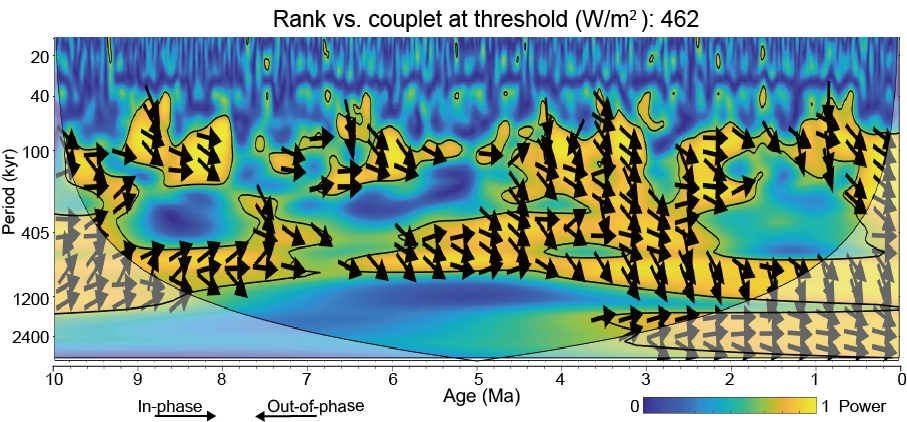 Rank vs. couplet at threshold (W/m²): 462
Period (kyr)
20
40
100
405
1200
2400
10 9 8 7 6 5 4 3 2 1 0
Age (Ma)
In-phase Out-of-phase
0 1 Power